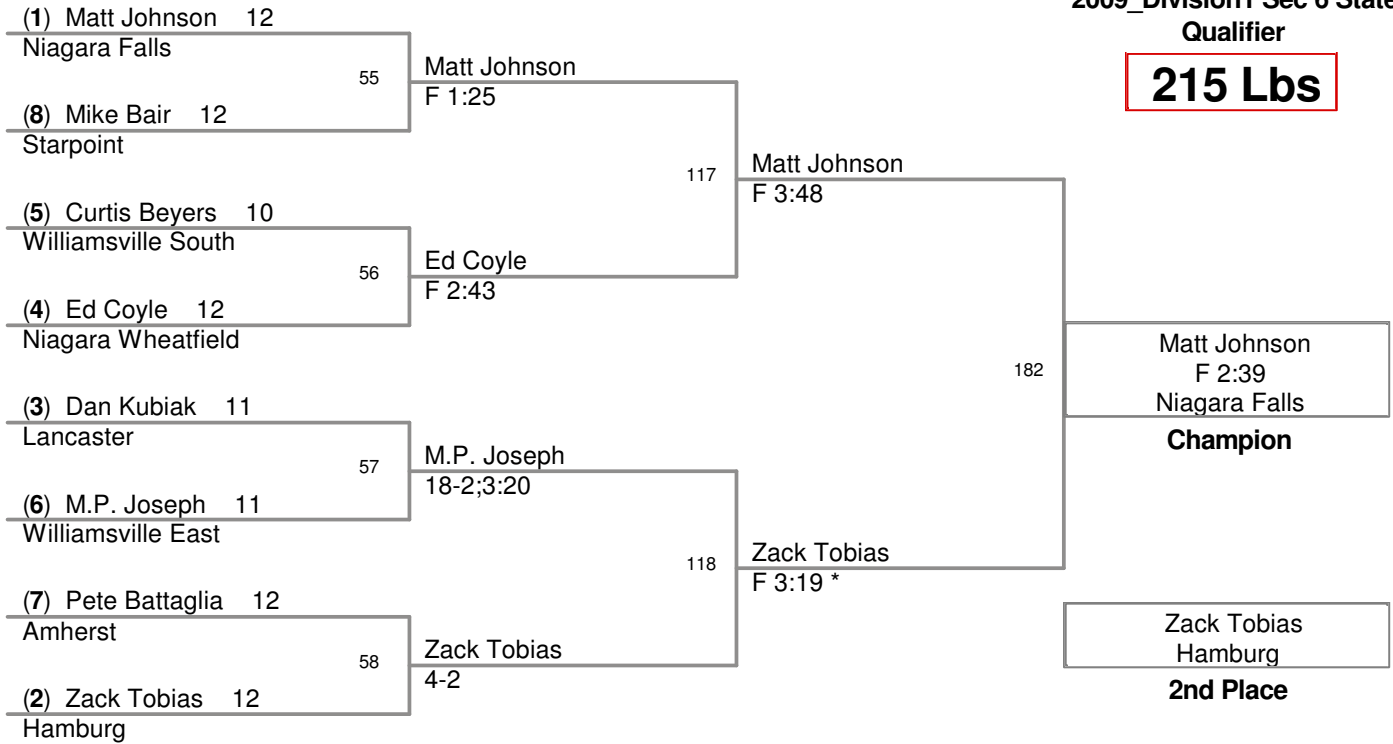 2009_Division1 Sec 6 State
Qualifier
215 Lbs
(1) Matt Johnson 12
Niagara Falls
55
(8) Mike Bair 12
Starpoint
Matt Johnson
F 1:25
(5) Curtis Beyers 10
Williamsville South
56
(4) Ed Coyle 12
Niagara Wheatfield
Ed Coyle
F 2:43
117
Matt Johnson
F 3:48
(3) Dan Kubiak 11
Lancaster
57
(6) M.P. Joseph 11
Williamsville East
M.P. Joseph
18-2;3:20
(7) Pete Battaglia 12
Amherst
58
(2) Zack Tobias 12
Hamburg
Zack Tobias
4-2
118
Zack Tobias
F 3:19 *
182
Matt Johnson
F 2:39
Niagara Falls
Champion
Zack Tobias
Hamburg
2nd Place